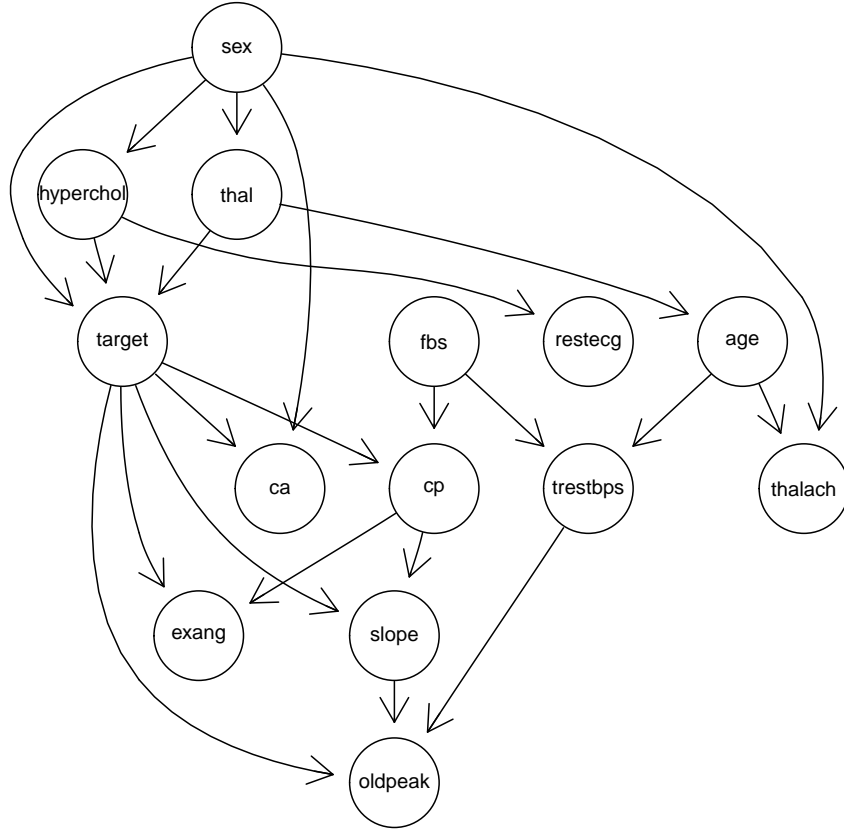 sex
hyperchol
thal
target
fbs
restecg
age
ca
cp
trestbps
thalach
exang
slope
oldpeak